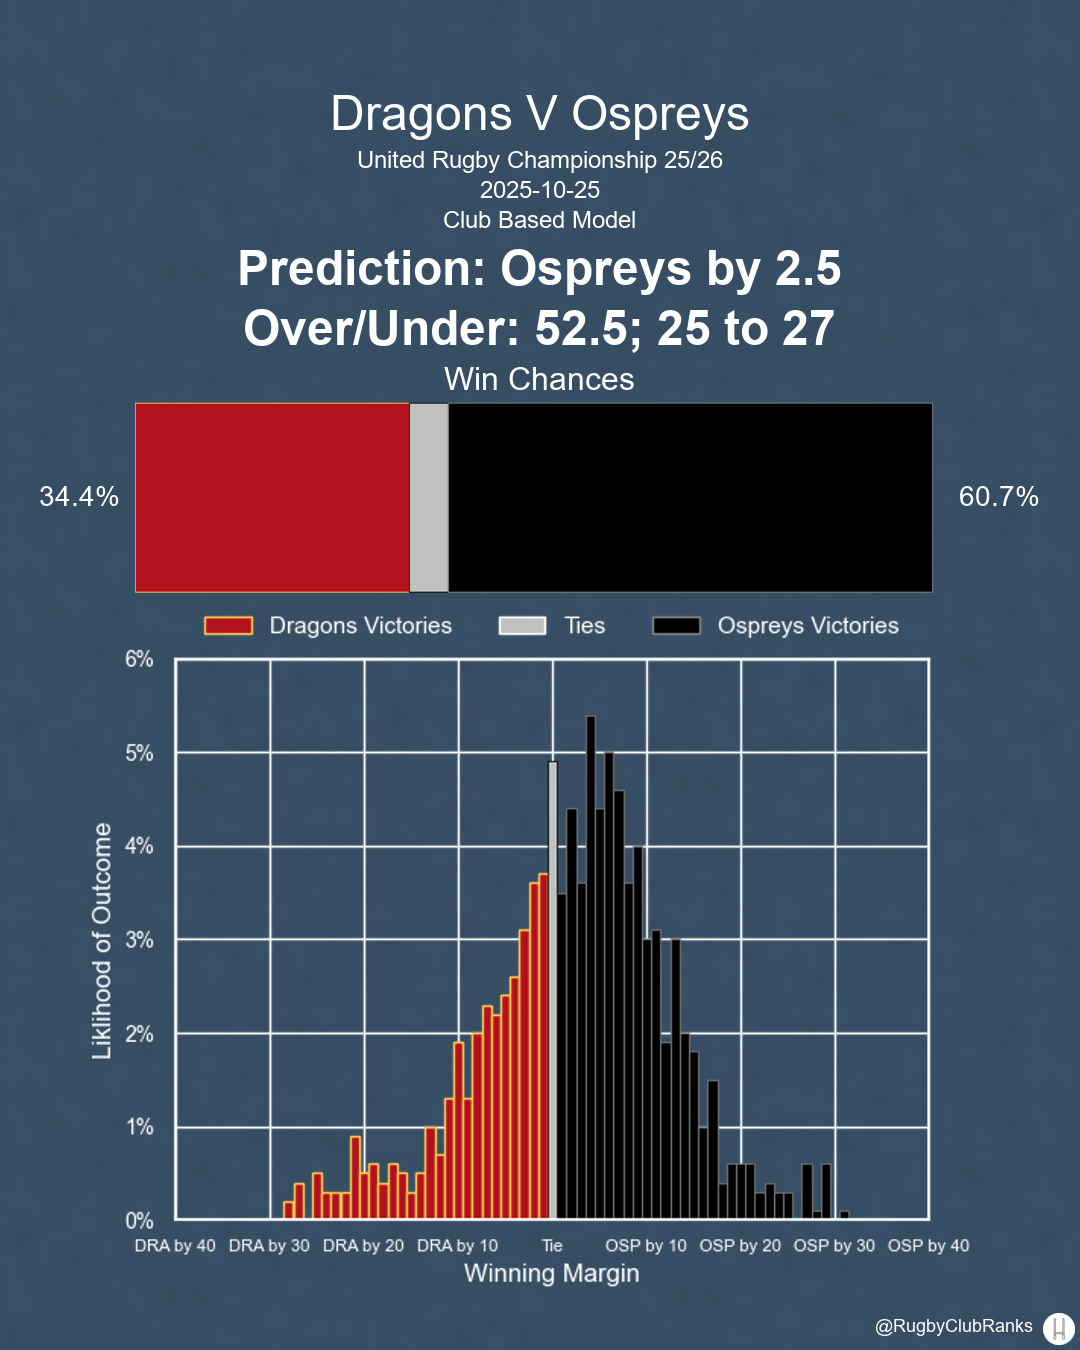 Dragons V Ospreys
United Rugby Championship 25/26
2025-10-25
Club Based Model
Prediction: Ospreys by 2.5
Over/Under: 52.5; 25 to 27
Win Chances
34.4%
60.7%
Dragons Victories
Ties
Ospreys Victories
6%
5%
4%
3%
2%
1%
0%
Liklihood of Outcome
DRA by 40
DRA by 30
DRA by 20
DRA by 10
Tie
OSP by 10
OSP by 20
OSP by 30
OSP by 40
Winning Margin
@RugbyClubRanks